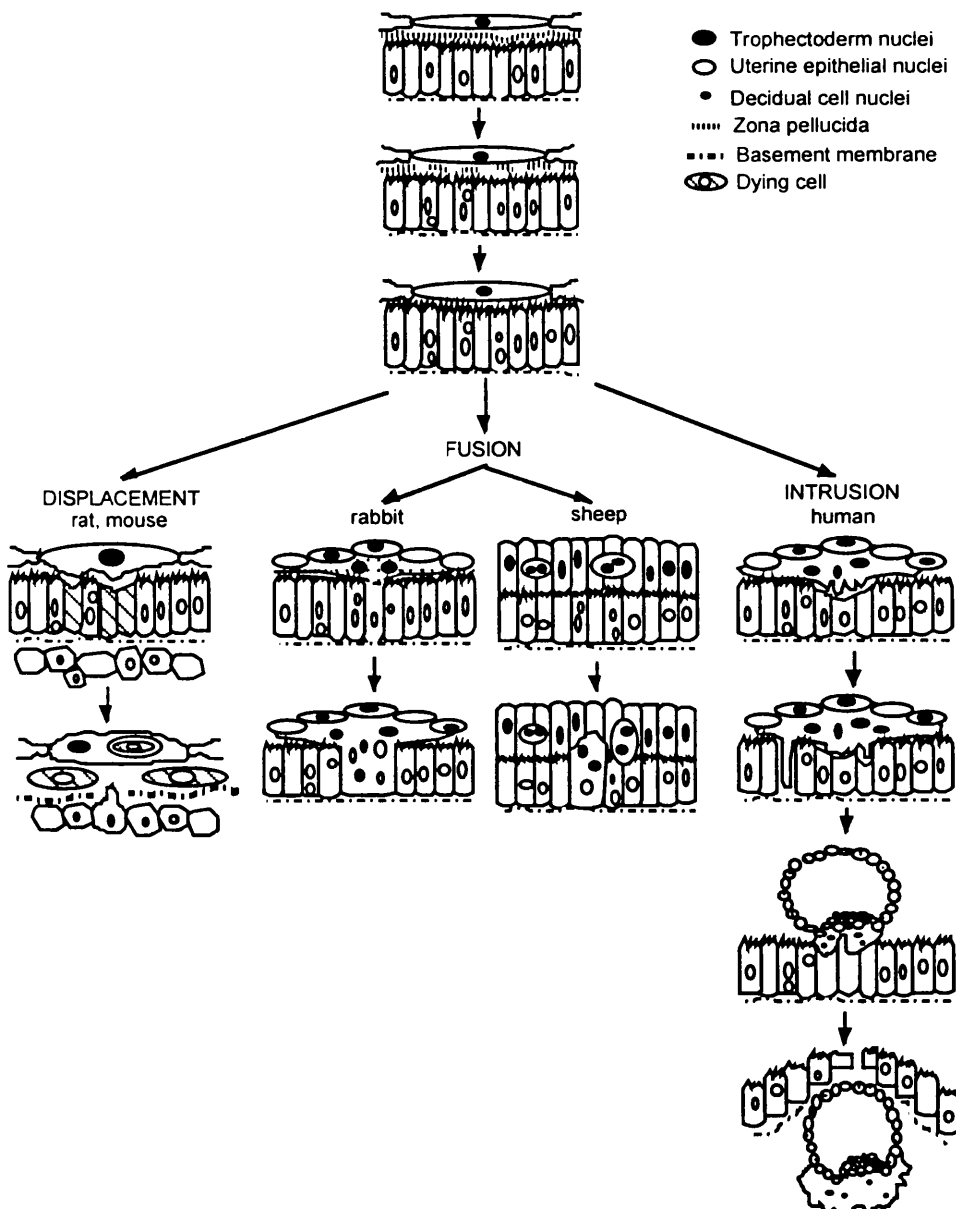 Trophectoderm nuclei
Uterine epithelial nuclei
Decidual cell nuclei
Zona pellucida
Basement membrane
Dying cell
FUSION
DISPLACEMENT
rat, mouse
rabbit
sheep
INTRUSION
human